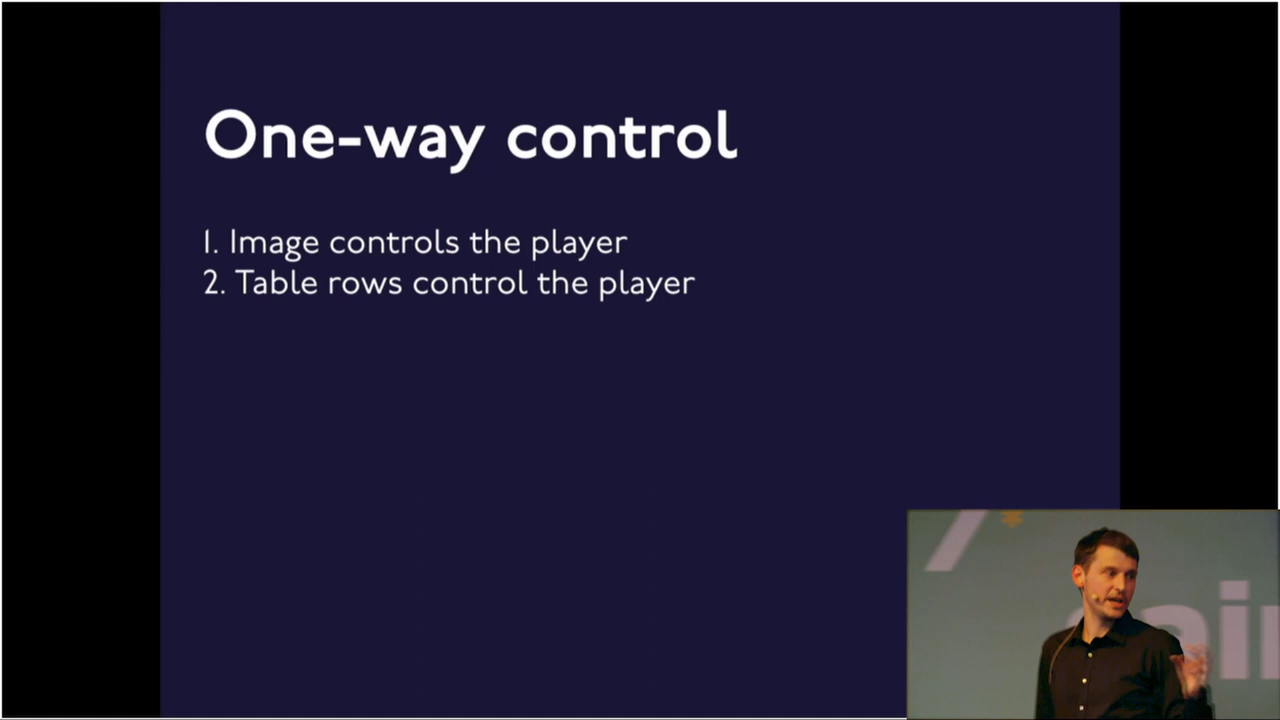 One-way control
1. Image controls the player
2. Table rows control the player